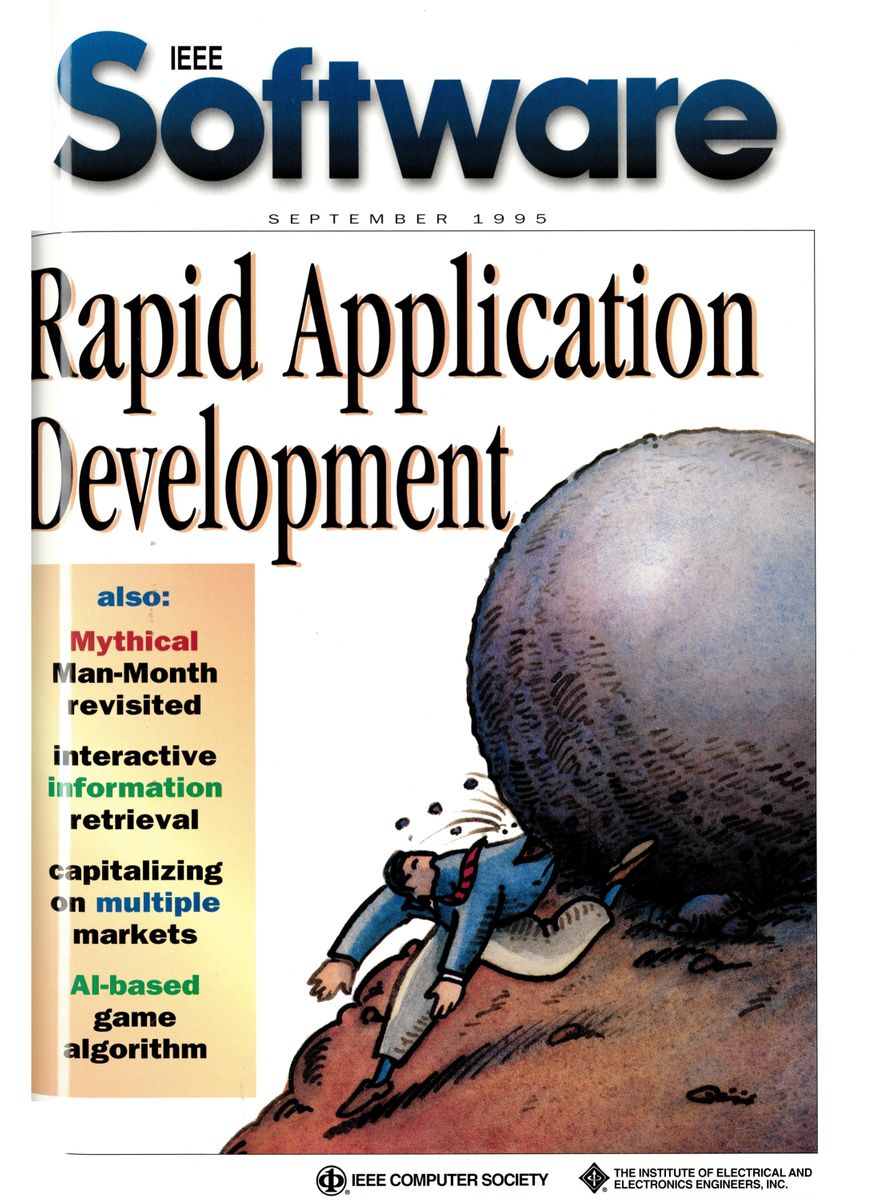 IEEE
Software
SEPTEMBER 1995
Rapid Application
Development
also:
Mythical
Man-Month
revisited
interactive
information
retrieval
capitalizing
on multiple
markets
AI-based
game
algorithm
IEEE COMPUTER SOCIETY
THE INSTITUTE OF ELECTRICAL AND
ELECTRONICS ENGINEERS, INC.